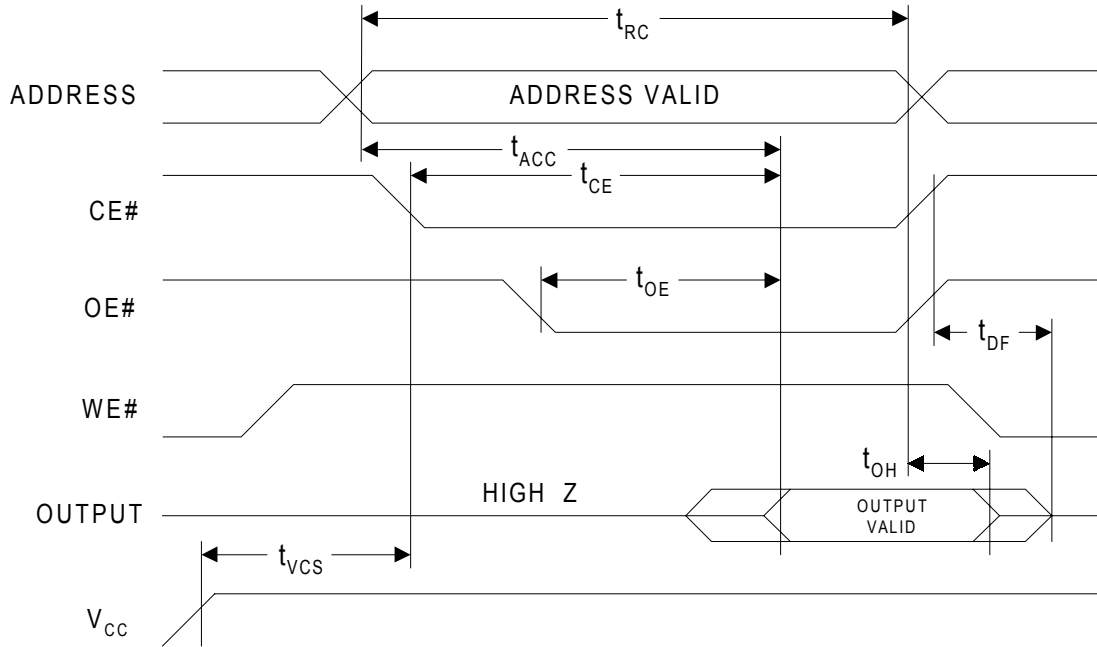 tRC
ADDRESS
ADDRESS VALID
tACC
tCE
CE#
tOE
OE#
tDF
WE#
tOH
HIGH Z
OUTPUT
OUTPUT
VALID
tVCS
VCC